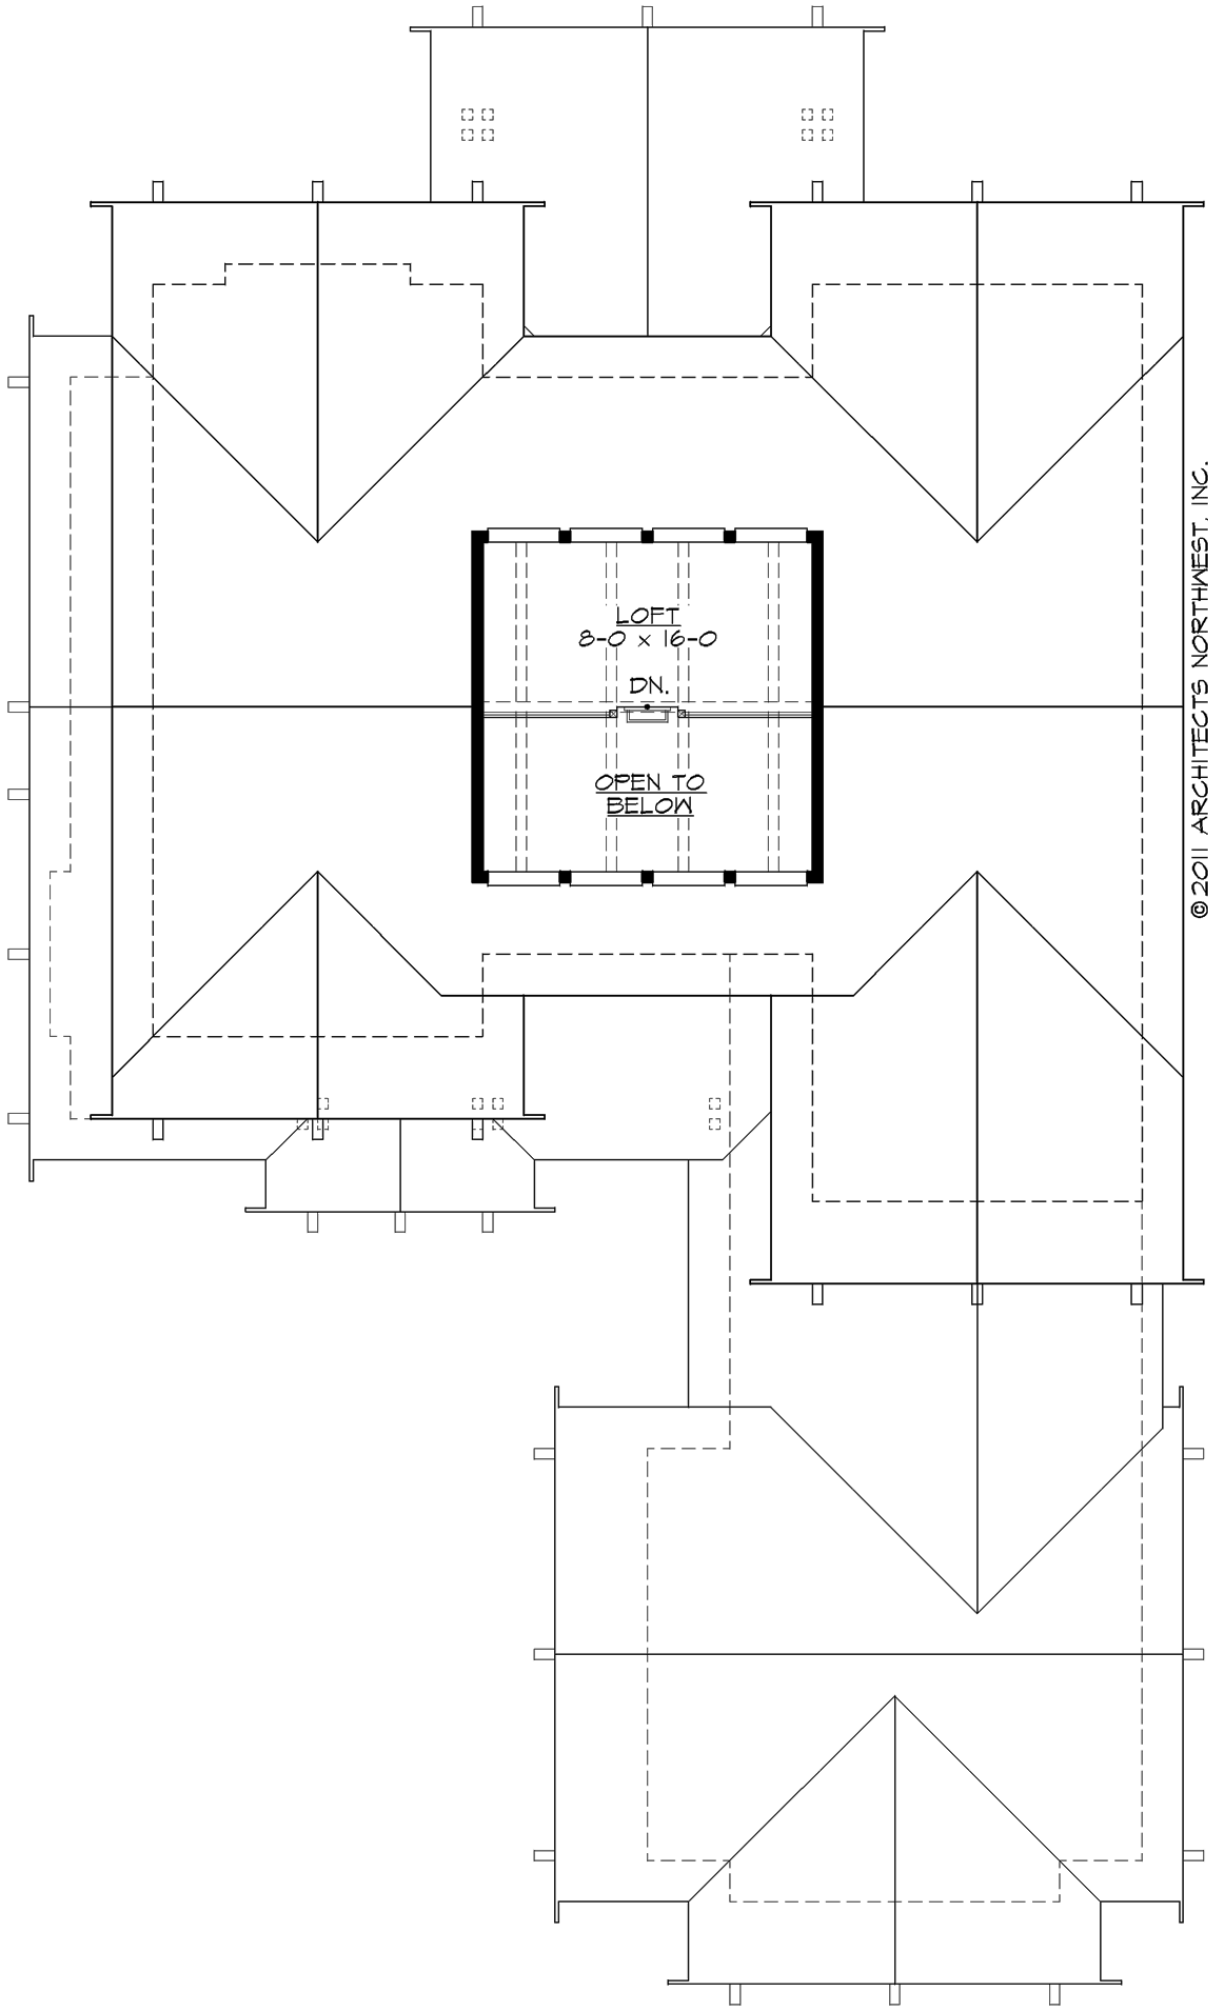 LOFT
8-0 x 16-0
DN.
OPEN TO
BELOW
©2011 ARCHITECTS NORTHWEST, INC.